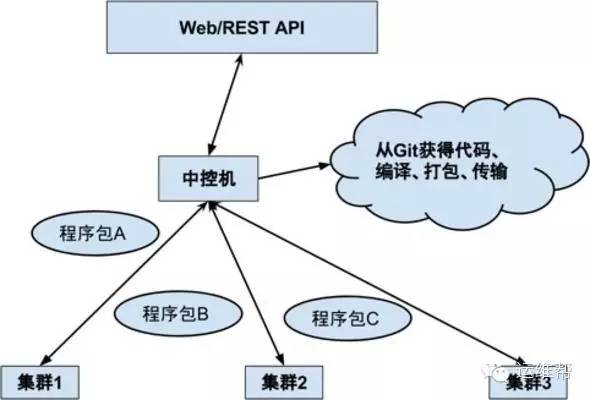 Web/REST API
从Git获得代码、
编译、打包、传输
中控机
程序包A
程序包B
程序包C
集群1
集群2
集群3
运维帮